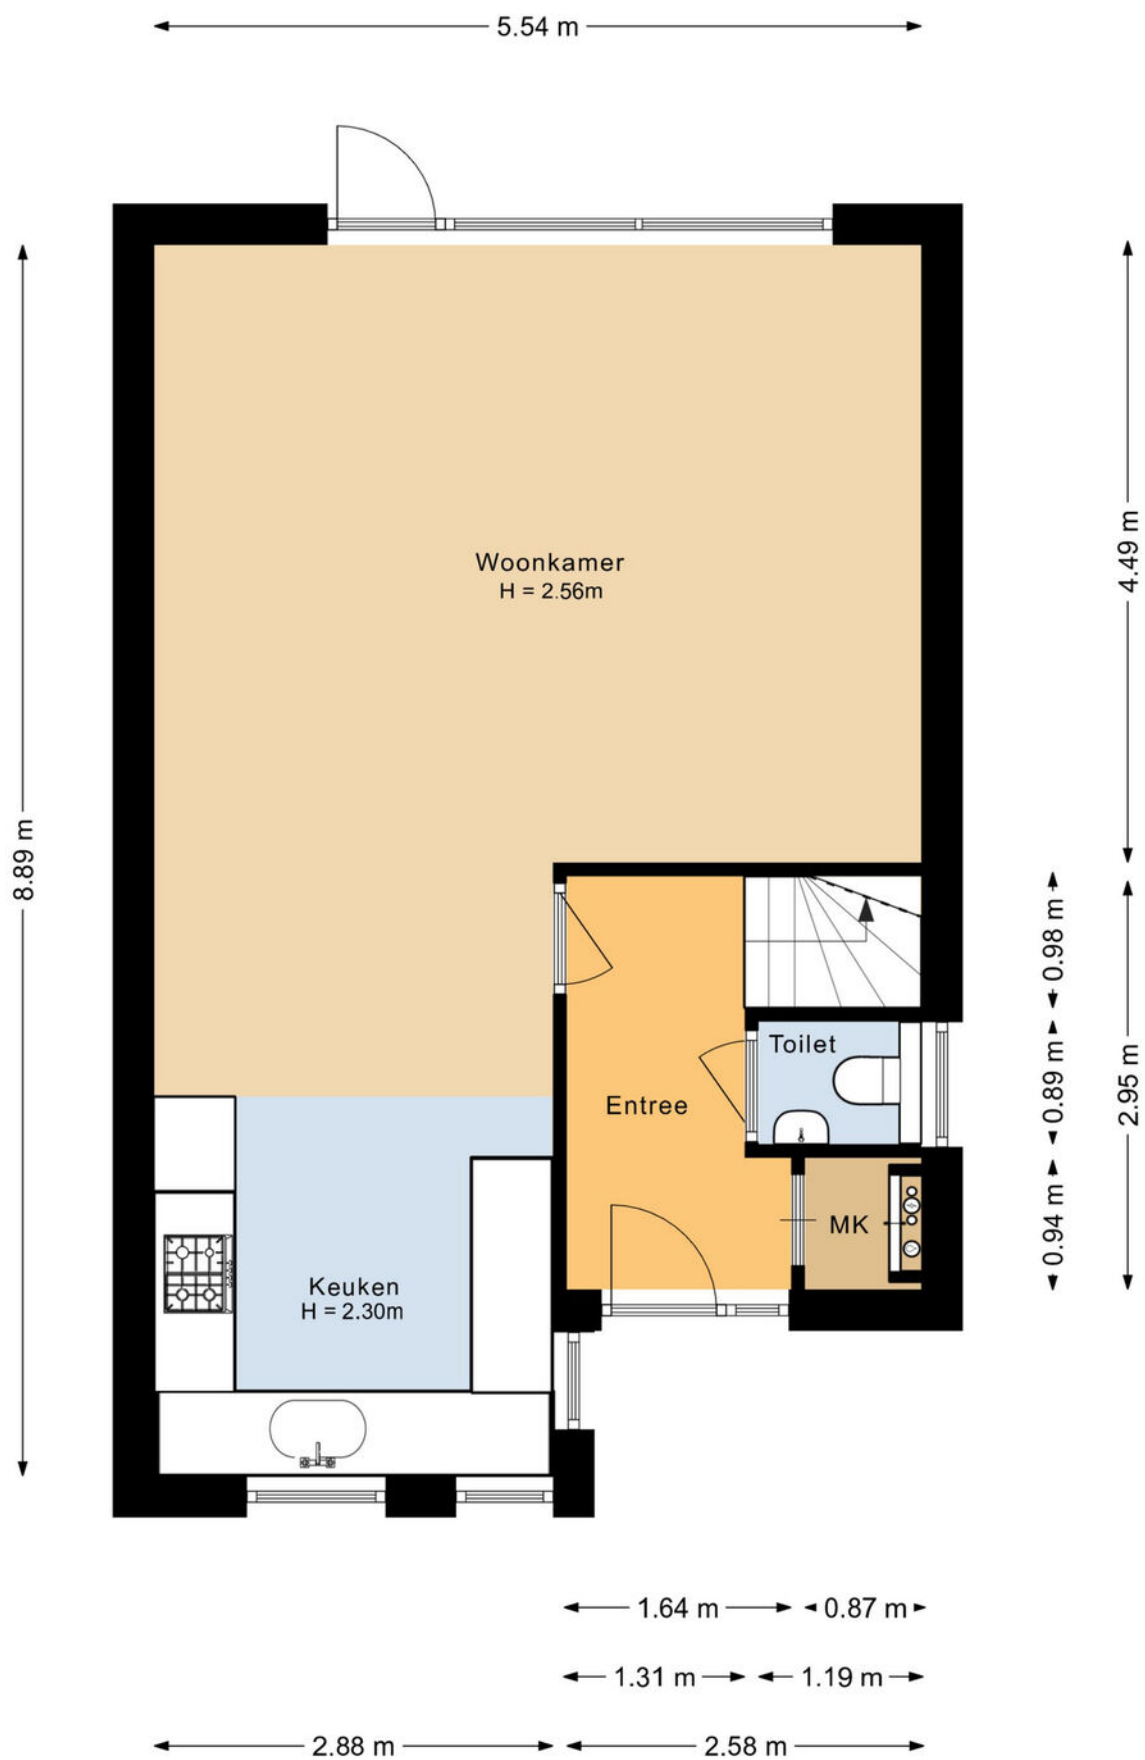 5.54 m
Woonkamer
H = 2.56m
4.49 m
8.89 m
0.98 m
Toilet
0.89 m
2.95 m
Entree
0.94 m
MK
Keuken
H = 2.30m
1.64 m
0.87 m
1.31 m
1.19 m
2.88 m
2.58 m